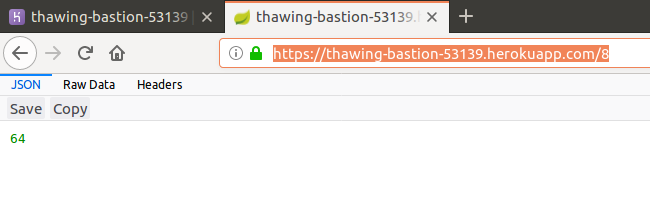 thawing-bastion-53139
thawing-bastion-53139.
https://thawing-bastion-53139.herokuapp.com/8
JSON Raw Data Headers
Save Copy
64